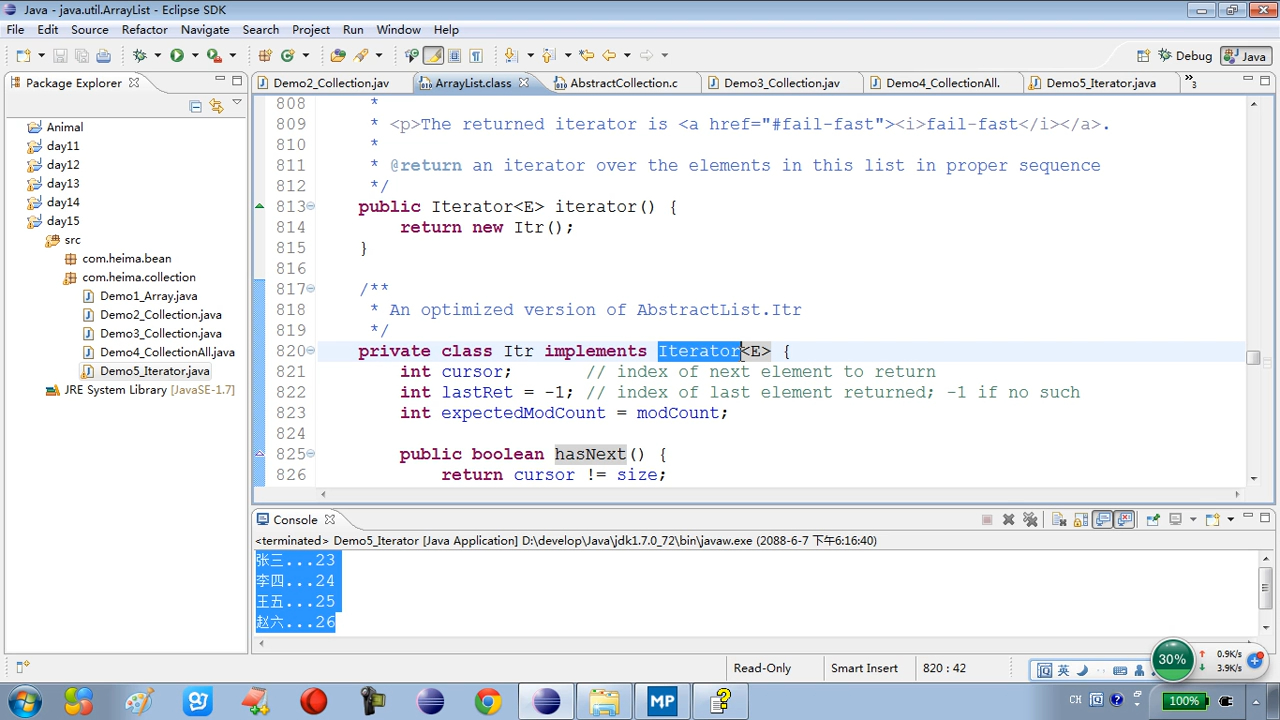 Java - java.util.ArrayList - Eclipse SDK
File Edit Source Refactor Navigate Search Project Run Window Help
Debug Java
Package Explorer
Demo2_Collection.jav ArrayList.class AbstractCollection.c Demo3_Collection.jav Demo4_CollectionAll. Demo5_Iterator.java »3
Animal
day11
day12
day13
day14
day15
src
com.heima.bean
com.heima.collection
Demo1_Array.java
Demo2_Collection.java
Demo3_Collection.java
Demo4_CollectionAll.java
Demo5_Iterator.java
JRE System Library [JavaSE-1.7]
808 *
809 * <p>The returned iterator is <a href="#fail-fast"><i>fail-fast</i></a>.
810 *
811 * @return an iterator over the elements in this list in proper sequence
812 */
813 public Iterator<E> iterator() {
814 return new Itr();
815 }
816
817 /**
818 * An optimized version of AbstractList.Itr
819 */
820 private class Itr implements Iterator<E> {
821 int cursor; // index of next element to return
822 int lastRet = -1; // index of last element returned; -1 if no such
823 int expectedModCount = modCount;
824
825 public boolean hasNext() {
826 return cursor != size;
Console
<terminated> Demo5_Iterator [Java Application] D:\develop\Java\jdk1.7.0_72\bin\javaw.exe (2088-6-7 下午6:16:40)
张三...23
李四...24
王五...25
赵六...26
Read-Only Smart Insert 820 : 42
英
30% 0.9K/s
3.9K/s
MP CH 100%